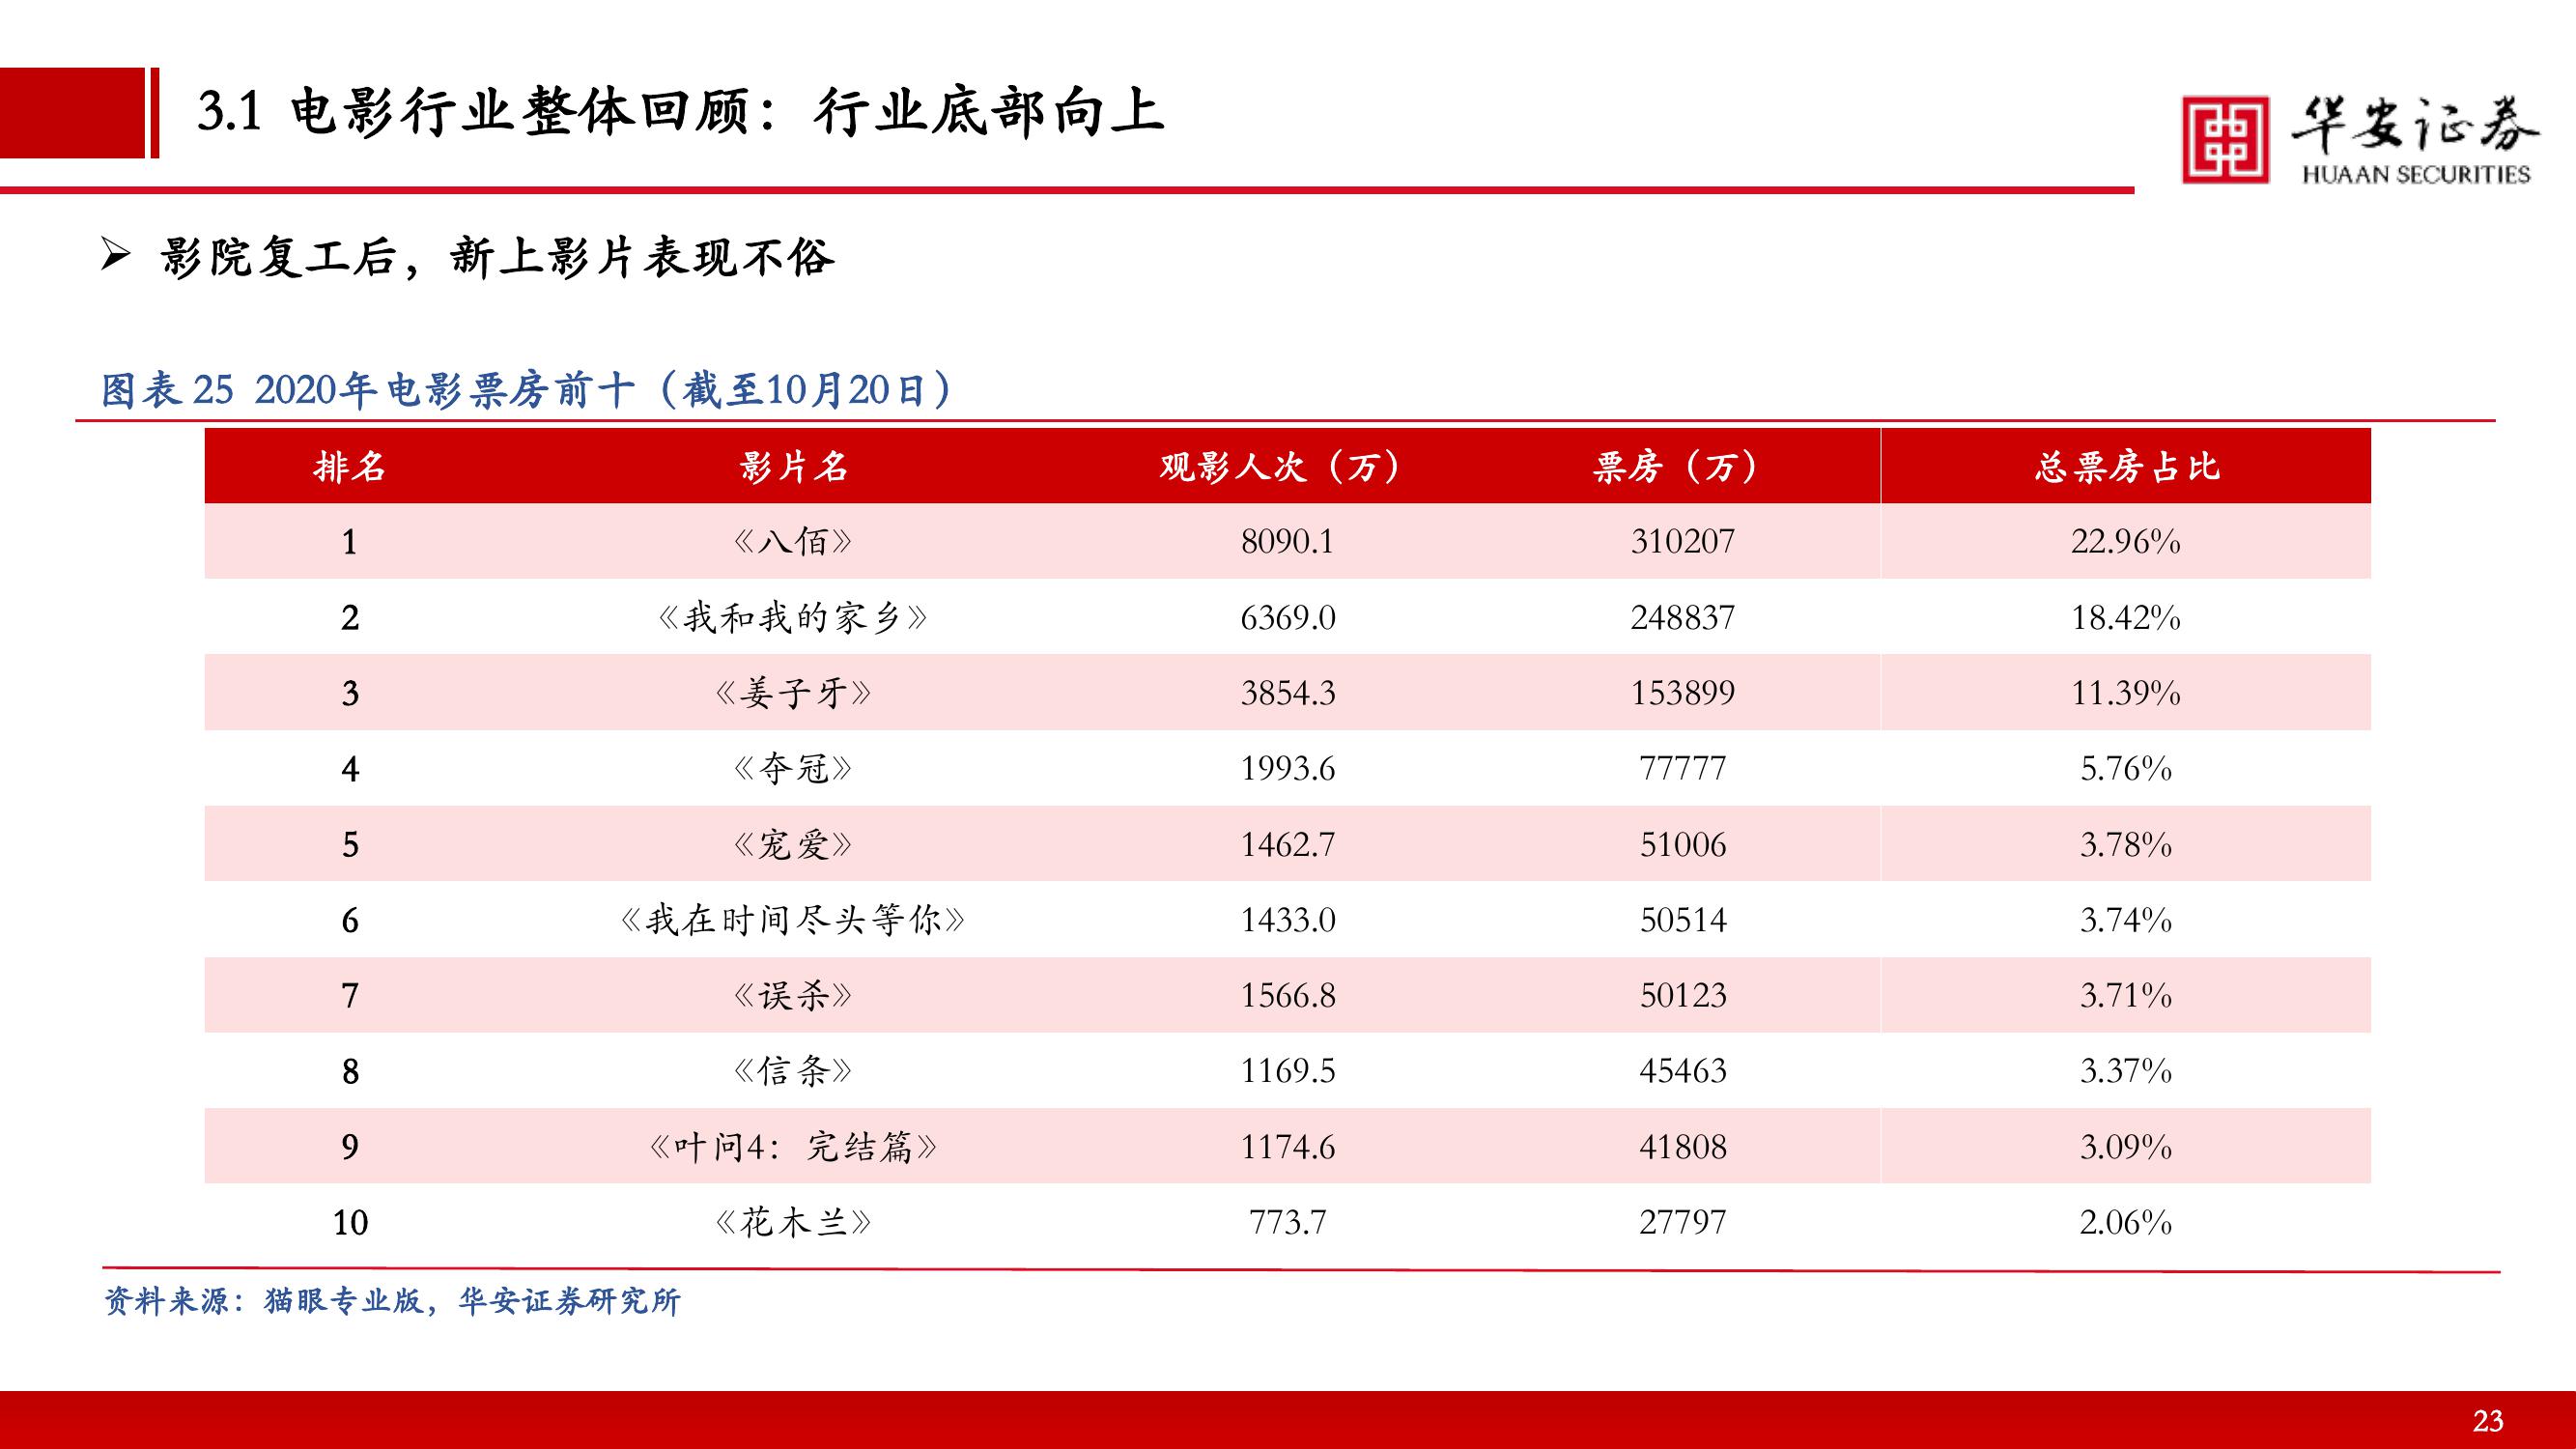 3.1 电影行业整体回顾：行业底部向上
华安证券
HUAAN SECURITIES
➢ 影院复工后，新上影片表现不俗
图表 25 2020年电影票房前十（截至10月20日）
排名 影片名 观影人次（万） 票房（万） 总票房占比
1 《八佰》 8090.1 310207 22.96%
2 《我和我的家乡》 6369.0 248837 18.42%
3 《姜子牙》 3854.3 153899 11.39%
4 《夺冠》 1993.6 77777 5.76%
5 《宠爱》 1462.7 51006 3.78%
6 《我在时间尽头等你》 1433.0 50514 3.74%
7 《误杀》 1566.8 50123 3.71%
8 《信条》 1169.5 45463 3.37%
9 《叶问4：完结篇》 1174.6 41808 3.09%
10 《花木兰》 773.7 27797 2.06%
资料来源：猫眼专业版，华安证券研究所
23